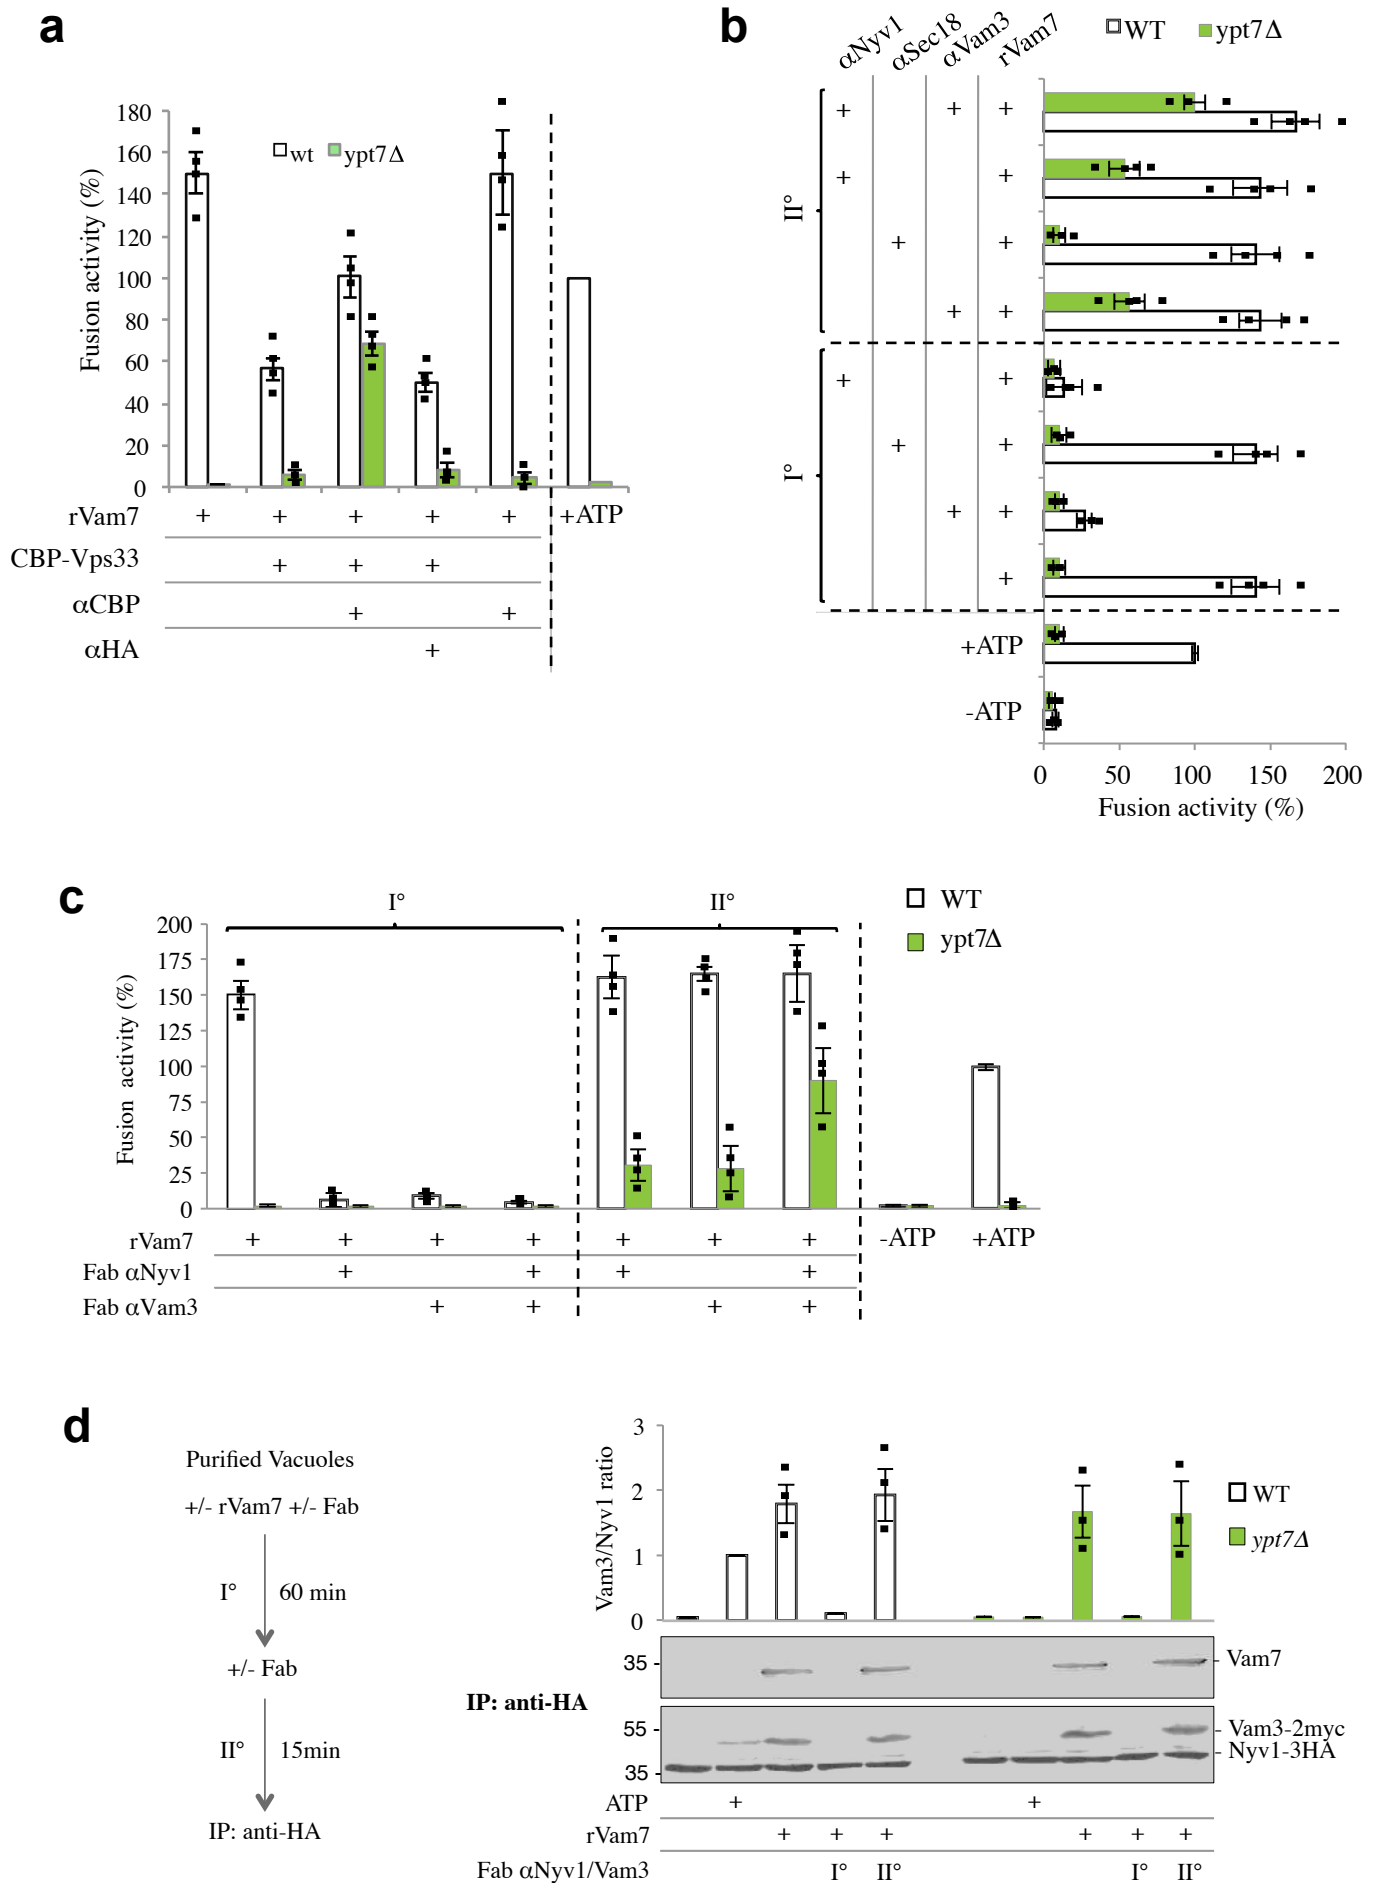 a
180
160
140
120
100
80
60
40
20
0
Fusion activity (%)
wt ypt7Δ
rVam7 + + + + + +ATP
CBP-Vps33 + + +
αCBP + +
αHA +
b
αNyv1 αSec18 αVam3 rVam7
WT ypt7Δ
II°
+ + +
+ +
+ +
+ +
I°
+ +
+ +
+ +
+
+ATP
-ATP
0 50 100 150 200
Fusion activity (%)
c
I° II°
WT
ypt7Δ
200
175
150
125
100
75
50
25
0
Fusion activity (%)
rVam7 + + + + + + + -ATP +ATP
Fab αNyv1 + + + +
Fab αVam3 + + + +
d
Purified Vacuoles
+/- rVam7 +/- Fab
I° 60 min
+/- Fab
II° 15min
IP: anti-HA
3
2
1
0
Vam3/Nyv1 ratio
WT
ypt7Δ
IP: anti-HA
35 - - Vam7
55 - - Vam3-2myc
- Nyv1-3HA
35 -
ATP + +
rVam7 + + + + + +
Fab αNyv1/Vam3 I° II° I° II°